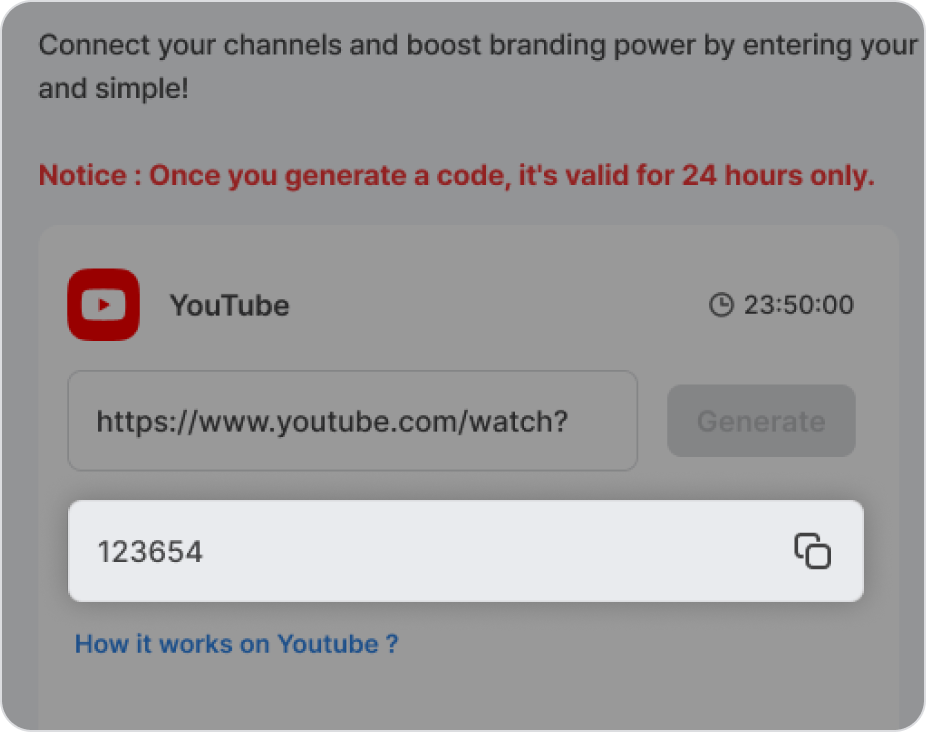 Connect your channels and boost branding power by entering your
and simple!
Notice : Once you generate a code, it's valid for 24 hours only.
YouTube
23:50:00
https://www.youtube.com/watch?
Generate
123654
How it works on Youtube ?